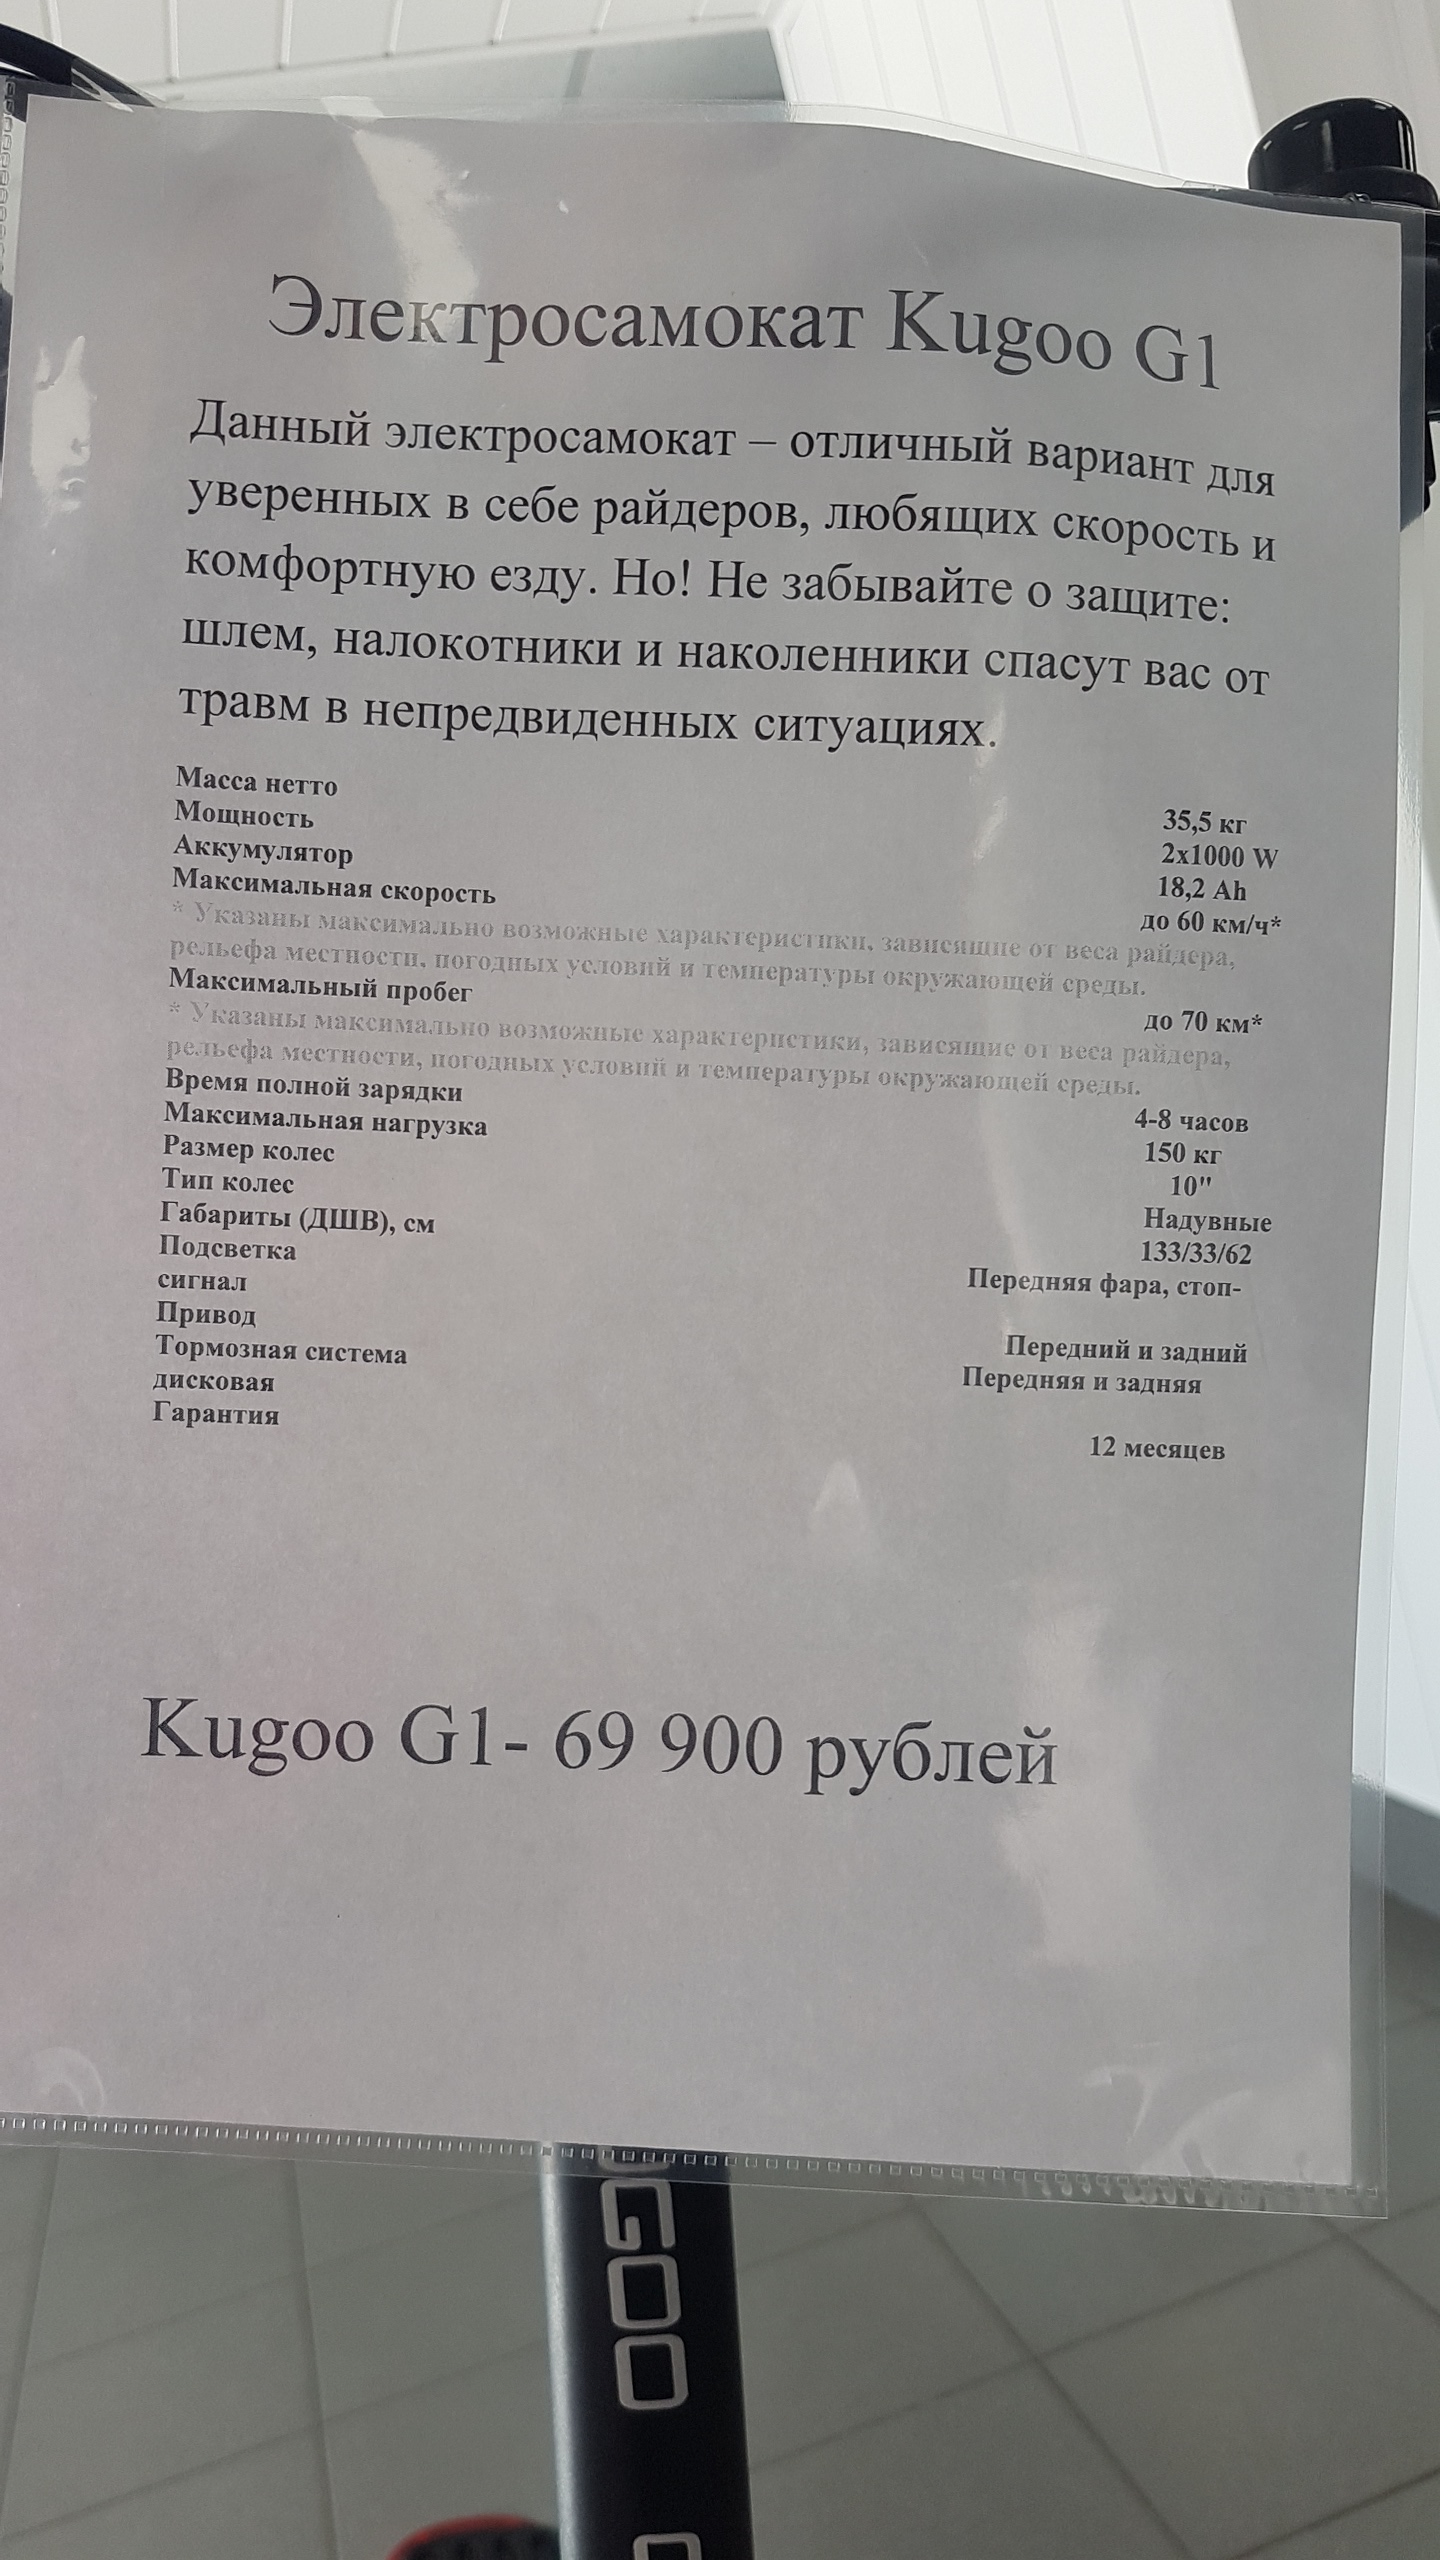 Электросамокат Kugoo G1
Данный электросамокат – отличный вариант для
уверенных в себе райдеров, любящих скорость и
комфортную езду. Но! Не забывайте о защите:
шлем, налокотники и наколенники спасут вас от
травм в непредвиденных ситуациях.
Масса нетто 35,5 кг
Мощность 2x1000 W
Аккумулятор 18,2 Ah
Максимальная скорость до 60 км/ч*
* Указаны максимально возможные характеристики, зависящие от веса райдера,
рельефа местности, погодных условий и температуры окружающей среды.
Максимальный пробег до 70 км*
* Указаны максимально возможные характеристики, зависящие от веса райдера,
рельефа местности, погодных условий и температуры окружающей среды.
Время полной зарядки 4-8 часов
Максимальная нагрузка 150 кг
Размер колес 10"
Тип колес Надувные
Габариты (ДШВ), см 133/33/62
Подсветка Передняя фара, стоп-
сигнал
Привод Передний и задний
Тормозная система Передняя и задняя
дисковая
Гарантия 12 месяцев
Kugoo G1- 69 900 рублей
UGOO